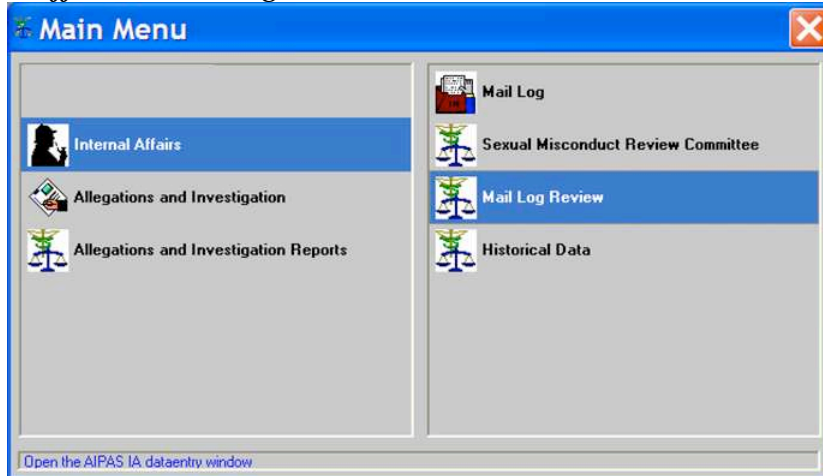 Main Menu
Internal Affairs
Allegations and Investigation
Allegations and Investigation Reports
Mail Log
Sexual Misconduct Review Committee
Mail Log Review
Historical Data
Open the AIPAS IA dataentry window